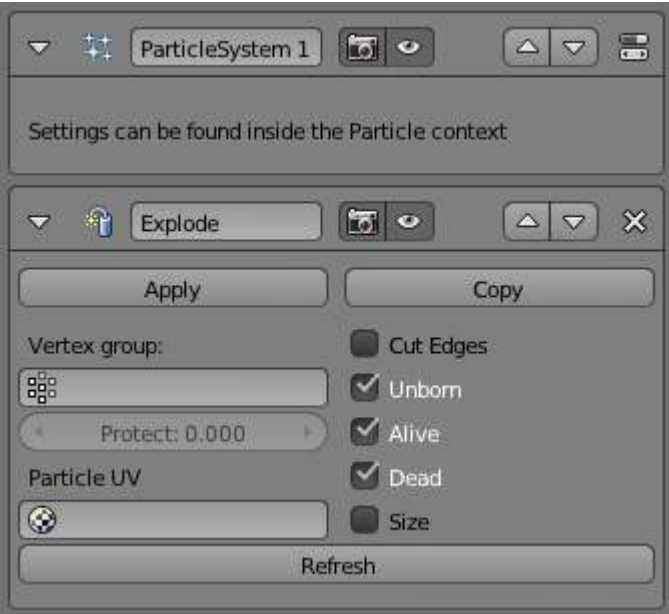 ParticleSystem 1
Settings can be found inside the Particle context
Explode
Apply Copy
Vertex group: Cut Edges
Unborn
Protect: 0.000 Alive
Particle UV Dead
Size
Refresh